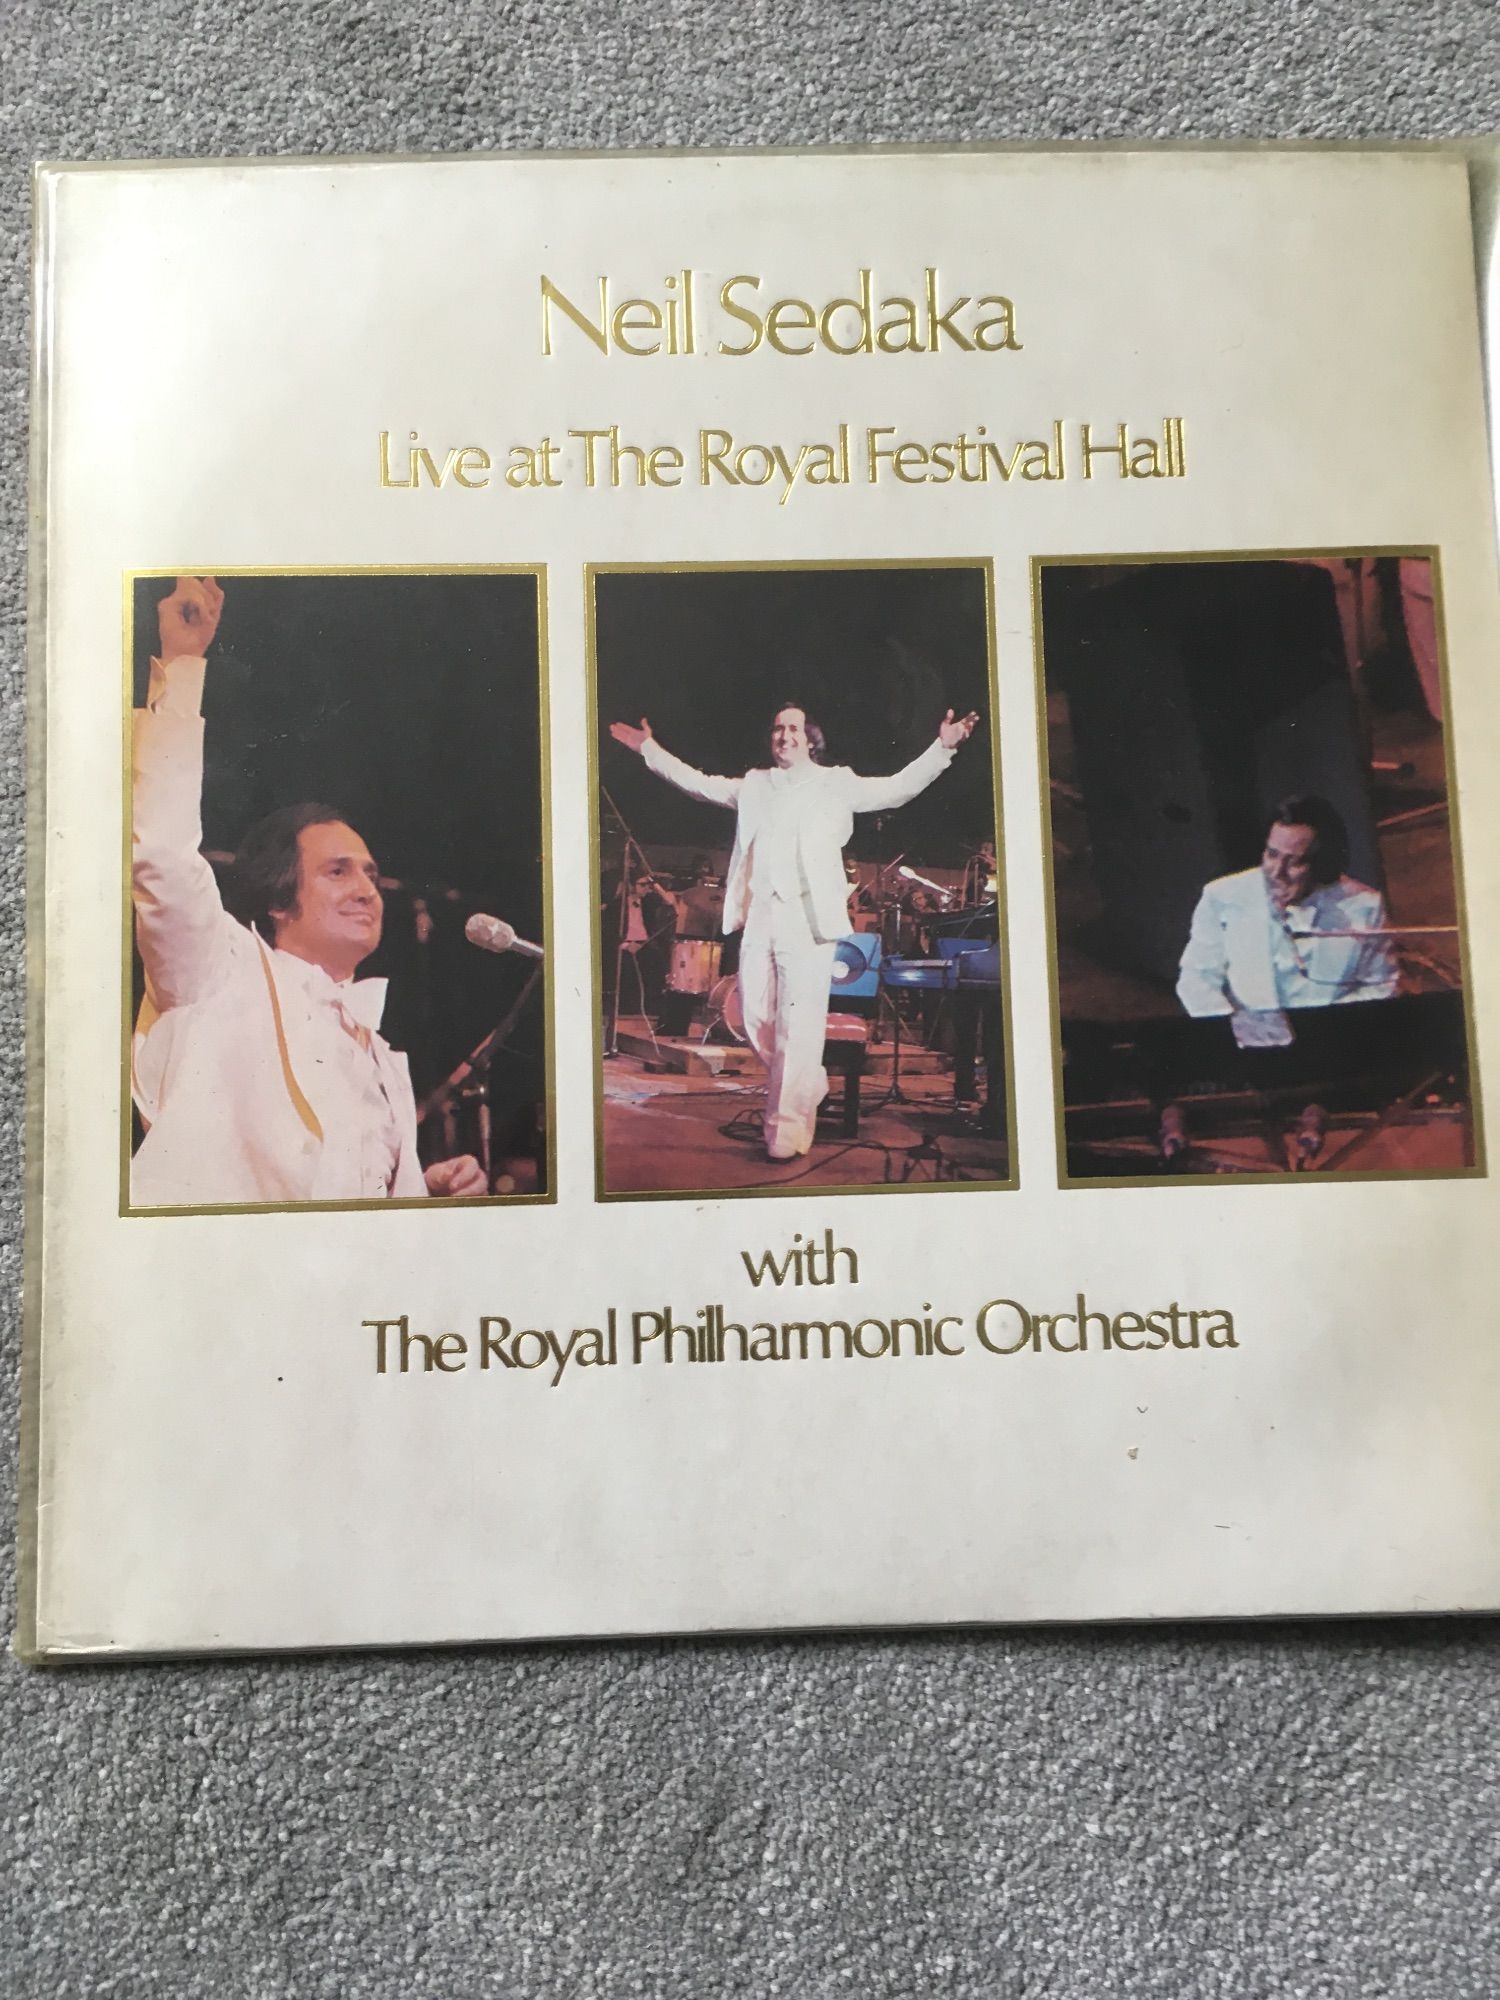 Neil Sedaka
Live at The Royal Festival Hall
with
The Royal Philharmonic Orchestra